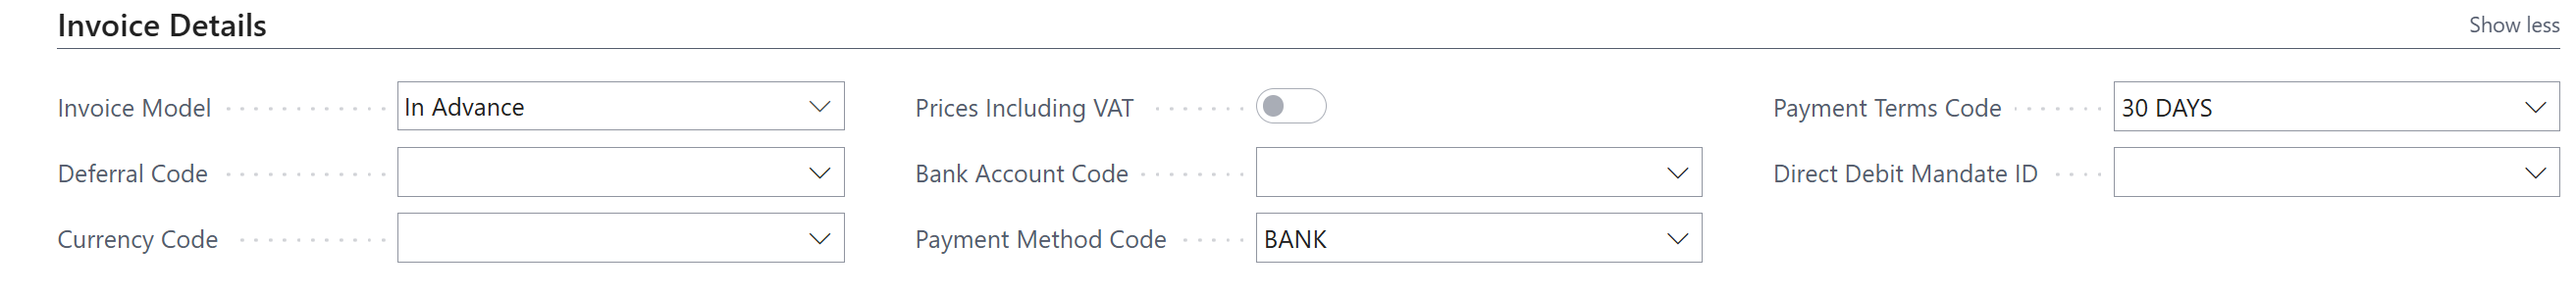 Invoice Details
Show less
Invoice Model In Advance
Deferral Code
Currency Code
Prices Including VAT
Bank Account Code
Payment Method Code BANK
Payment Terms Code 30 DAYS
Direct Debit Mandate ID